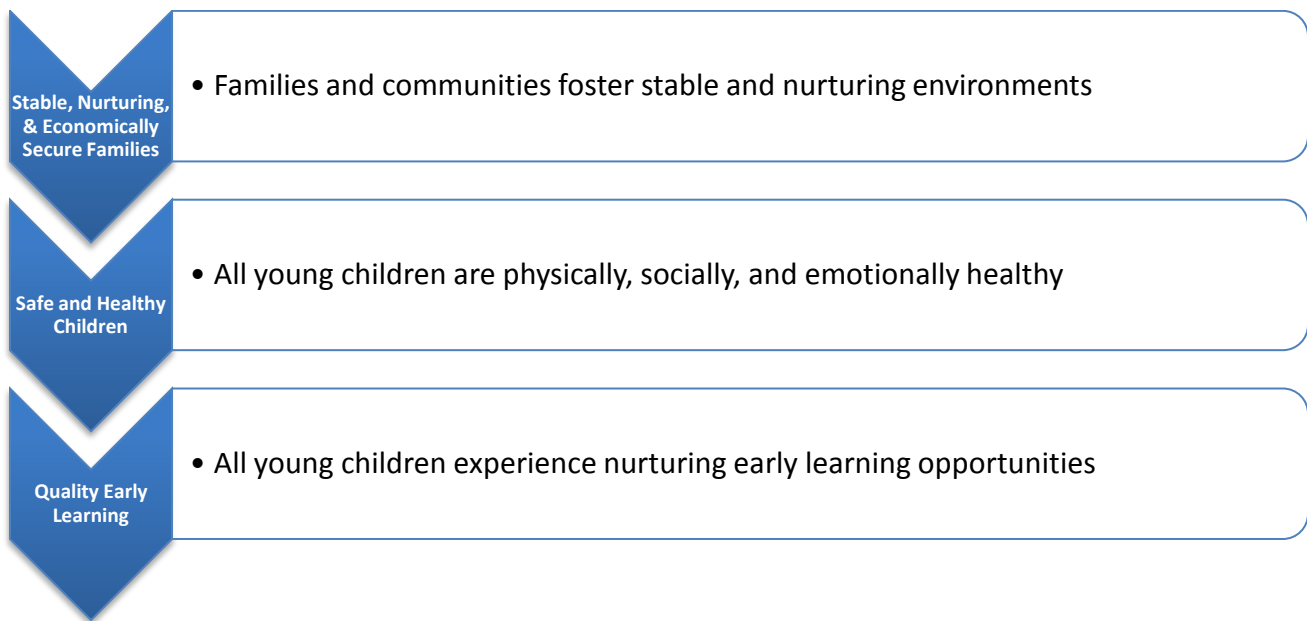 Stable, Nurturing,
& Economically
Secure Families
• Families and communities foster stable and nurturing environments
Safe and Healthy
Children
• All young children are physically, socially, and emotionally healthy
Quality Early
Learning
• All young children experience nurturing early learning opportunities